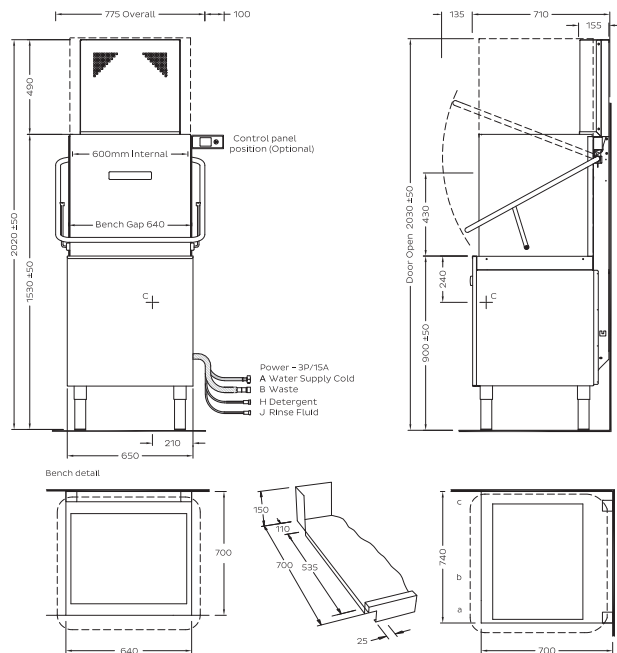 775 Overall
100
135
710
155
490
600mm Internal
Control panel
position (Optional)
2020 ±50
1530 ±50
Bench Gap 640
Door Open 2030 ±50
430
240
900 ±50
C
C
Power - 3P/15A
A Water Supply Cold
B Waste
H Detergent
J Rinse Fluid
210
650
Bench detail
700
640
150
110
700
535
25
740
c
b
a
700